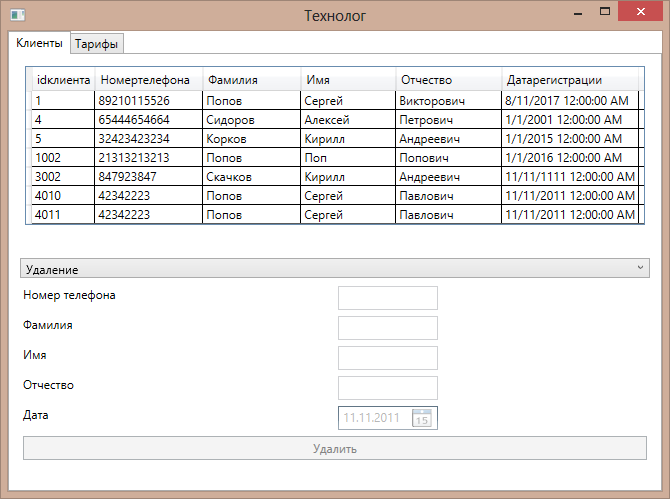 Технолог
Клиенты Тарифы
idклиента Номертелефона Фамилия Имя Отчество Датарегистрации
1 89210115526 Попов Сергей Викторович 8/11/2017 12:00:00 AM
4 65444654664 Сидоров Алексей Петрович 1/1/2001 12:00:00 AM
5 32423423234 Корков Кирилл Андреевич 1/1/2015 12:00:00 AM
1002 21313213213 Попов Поп Попович 1/1/2016 12:00:00 AM
3002 847923847 Скачков Кирилл Андреевич 11/11/1111 12:00:00 AM
4010 42342223 Попов Сергей Павлович 11/11/2011 12:00:00 AM
4011 42342223 Попов Сергей Павлович 11/11/2011 12:00:00 AM
Удаление
Номер телефона
Фамилия
Имя
Отчество
Дата 11.11.2011 15
Удалить